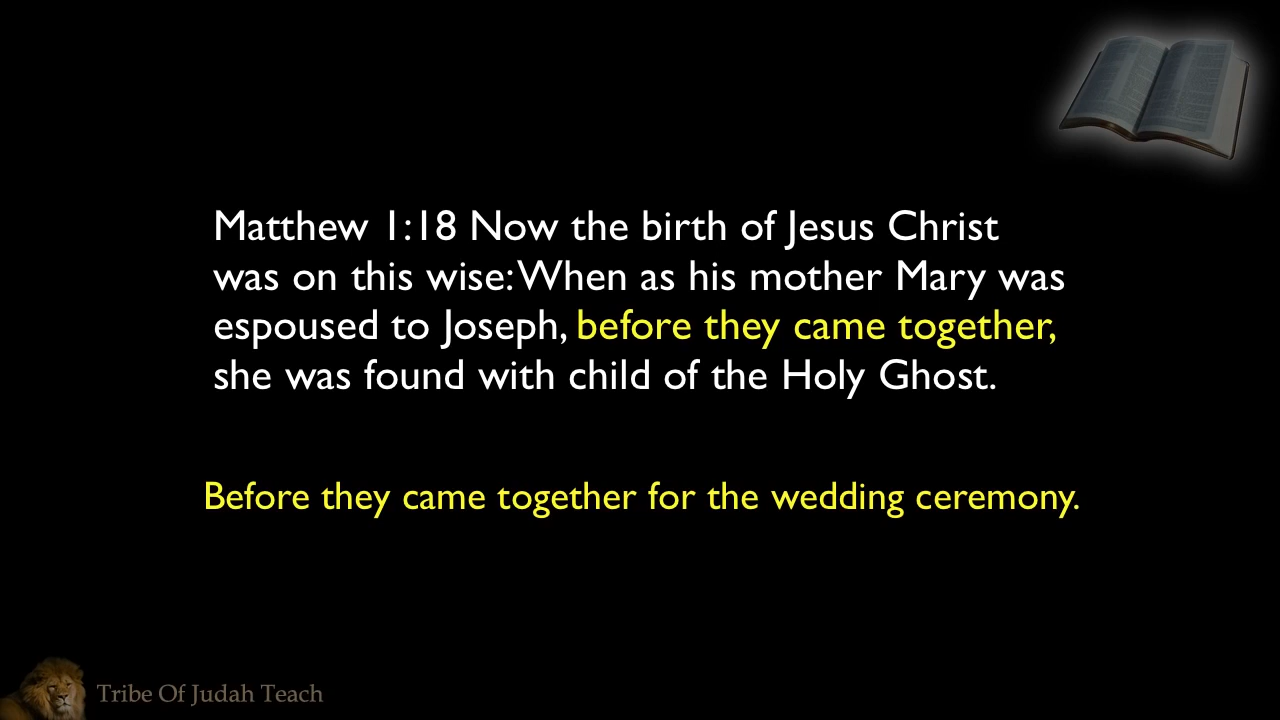 Matthew 1:18 Now the birth of Jesus Christ
was on this wise: When as his mother Mary was
espoused to Joseph, before they came together,
she was found with child of the Holy Ghost.
Before they came together for the wedding ceremony.
Tribe Of Judah Teach